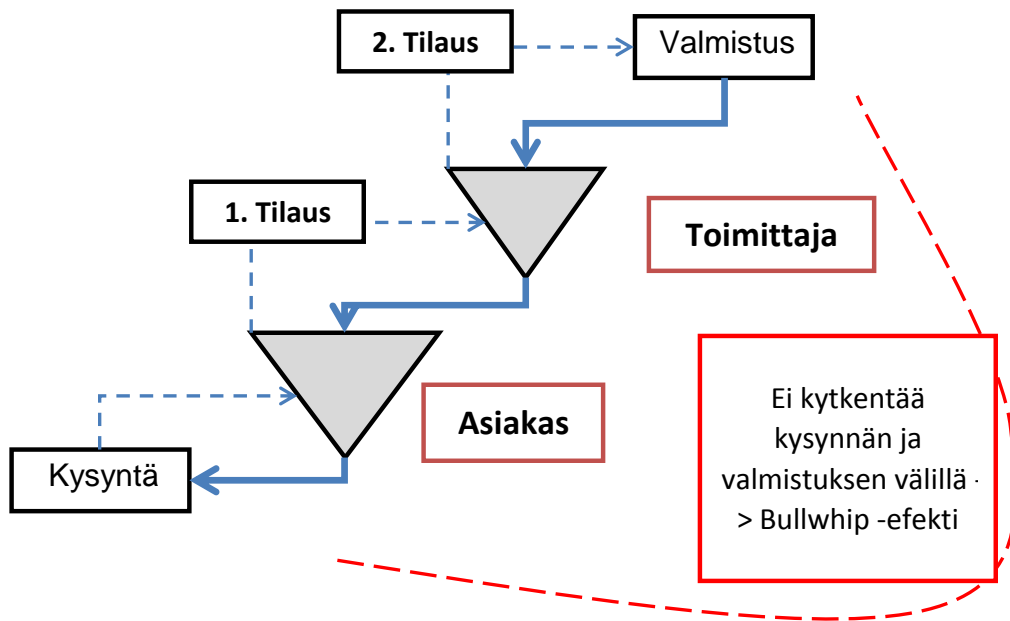 2. Tilaus
Valmistus
1. Tilaus
Toimittaja
Asiakas
Kysyntä
Ei kytkentää
kysynnän ja
valmistuksen välillä -
> Bullwhip -efekti